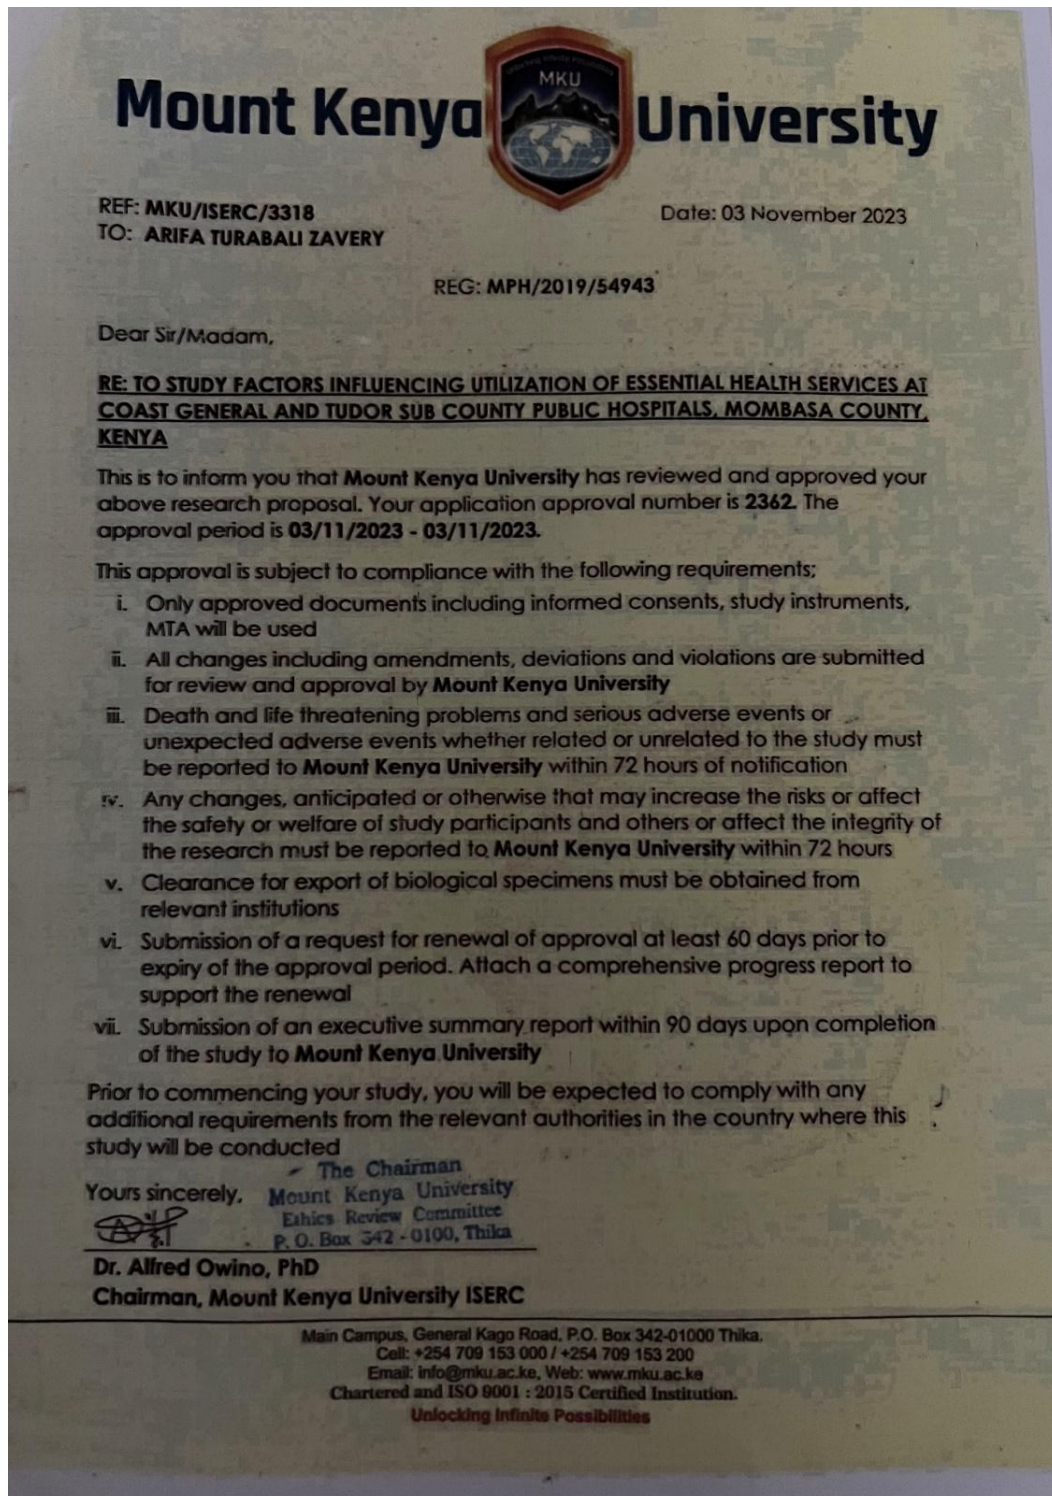 Mount Kenya University
MKU
REF: MKU/ISERC/3318
Date: 03 November 2023
TO: ARIFA TURABALI ZAVERY
REG: MPH/2019/54943
Dear Sir/Madam,
RE: TO STUDY FACTORS INFLUENCING UTILIZATION OF ESSENTIAL HEALTH SERVICES AT
COAST GENERAL AND TUDOR SUB COUNTY PUBLIC HOSPITALS, MOMBASA COUNTY,
KENYA
This is to inform you that Mount Kenya University has reviewed and approved your
above research proposal. Your application approval number is 2362. The
approval period is 03/11/2023 - 03/11/2023.
This approval is subject to compliance with the following requirements;
i. Only approved documents including informed consents, study instruments,
MTA will be used
ii. All changes including amendments, deviations and violations are submitted
for review and approval by Mount Kenya University
iii. Death and life threatening problems and serious adverse events or
unexpected adverse events whether related or unrelated to the study must
be reported to Mount Kenya University within 72 hours of notification
iv. Any changes, anticipated or otherwise that may increase the risks or affect
the safety or welfare of study participants and others or affect the integrity of
the research must be reported to Mount Kenya University within 72 hours
v. Clearance for export of biological specimens must be obtained from
relevant institutions
vi. Submission of a request for renewal of approval at least 60 days prior to
expiry of the approval period. Attach a comprehensive progress report to
support the renewal
vii. Submission of an executive summary report within 90 days upon completion
of the study to Mount Kenya University
Prior to commencing your study, you will be expected to comply with any
additional requirements from the relevant authorities in the country where this
study will be conducted
The Chairman
Yours sincerely,
Mount Kenya University
Ethics Review Committee
P. O. Box 342 - 0100, Thika
Dr. Alfred Owino, PhD
Chairman, Mount Kenya University ISERC
Main Campus, General Kago Road, P.O. Box 342-01000 Thika.
Cell: +254 709 153 000 / +254 709 153 200
Email: info@mku.ac.ke, Web: www.mku.ac.ke
Chartered and ISO 9001 : 2015 Certified Institution.
Unlocking Infinite Possibilities